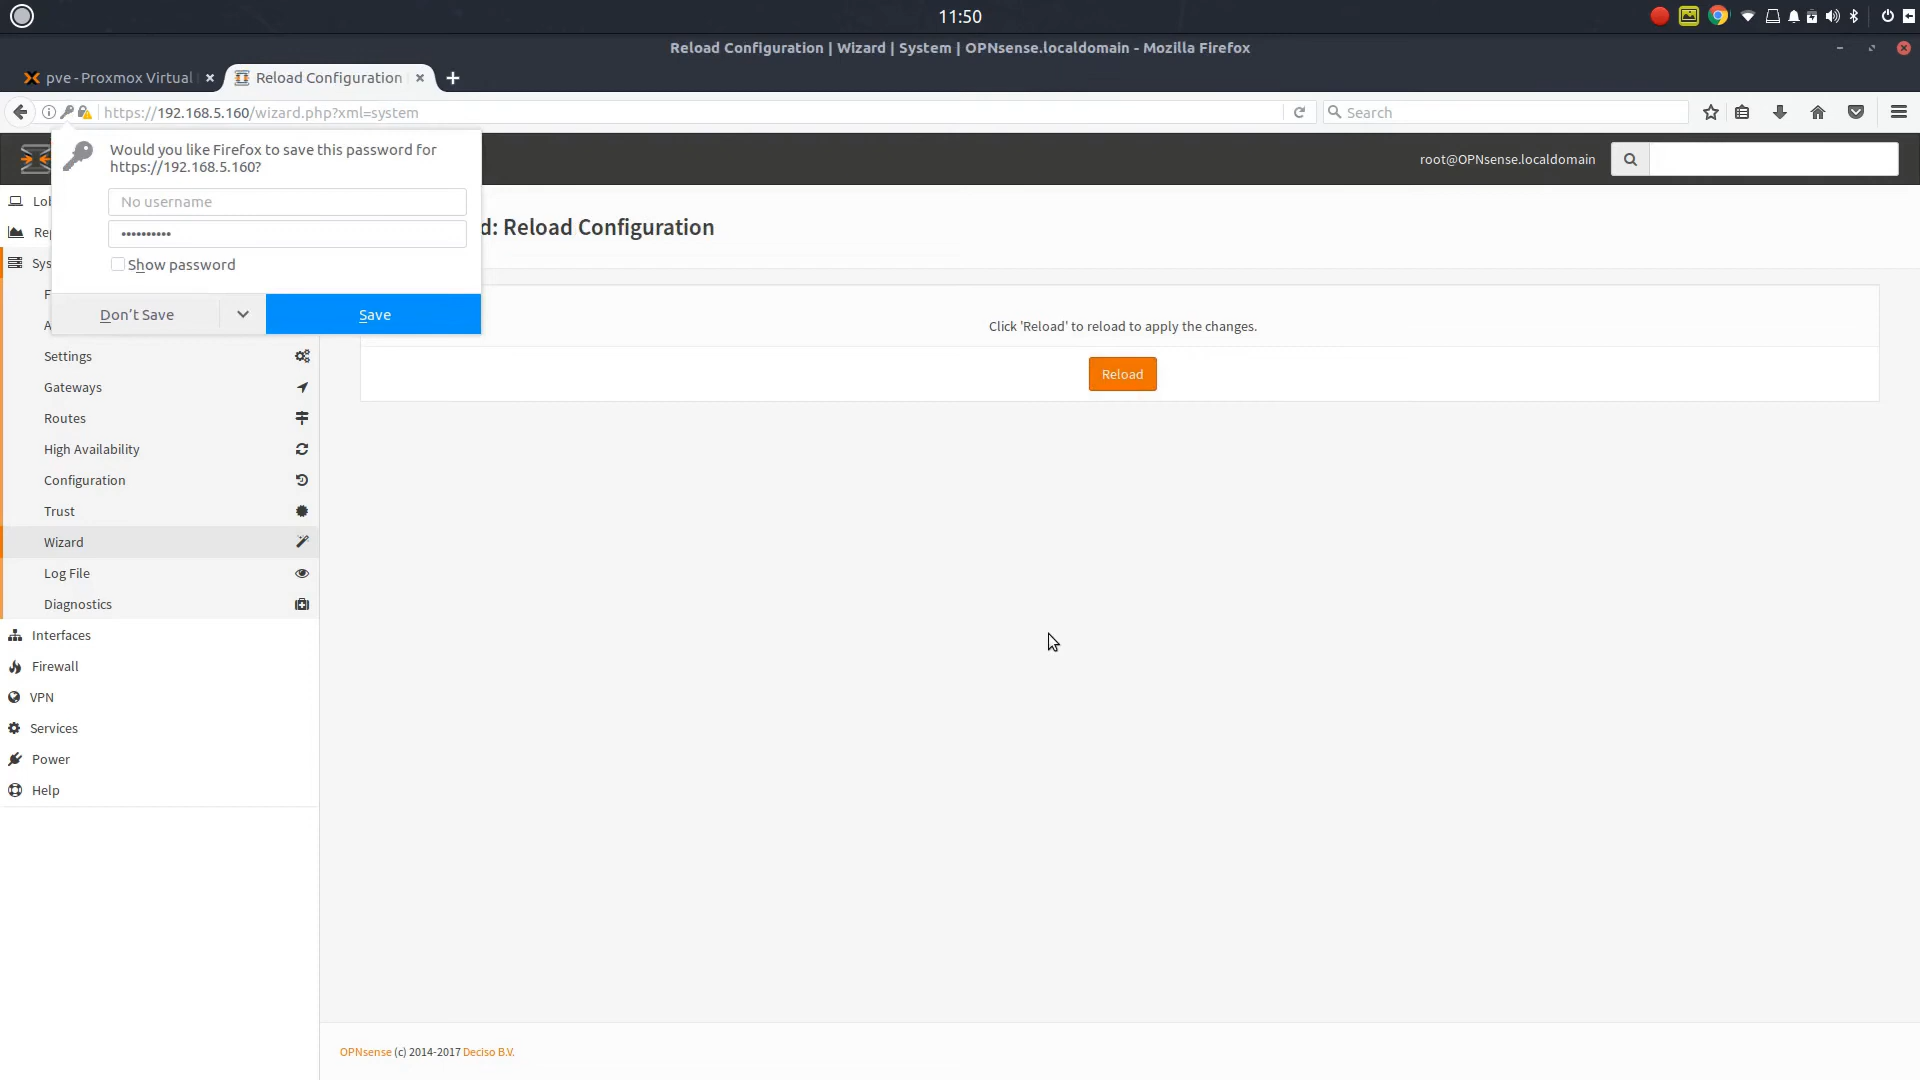 11:50
Reload Configuration | Wizard | System | OPNsense.localdomain - Mozilla Firefox
pve - Proxmox Virtual
Reload Configuration
https://192.168.5.160/wizard.php?xml=system
Search
Would you like Firefox to save this password for
https://192.168.5.160?
No username
••••••••••
Show password
Don't Save
Save
root@OPNsense.localdomain
d: Reload Configuration
Lob
Rep
Sys
F
A
Settings
Gateways
Routes
High Availability
Configuration
Trust
Wizard
Log File
Diagnostics
Interfaces
Firewall
VPN
Services
Power
Help
Click 'Reload' to reload to apply the changes.
Reload
OPNsense (c) 2014-2017 Deciso B.V.